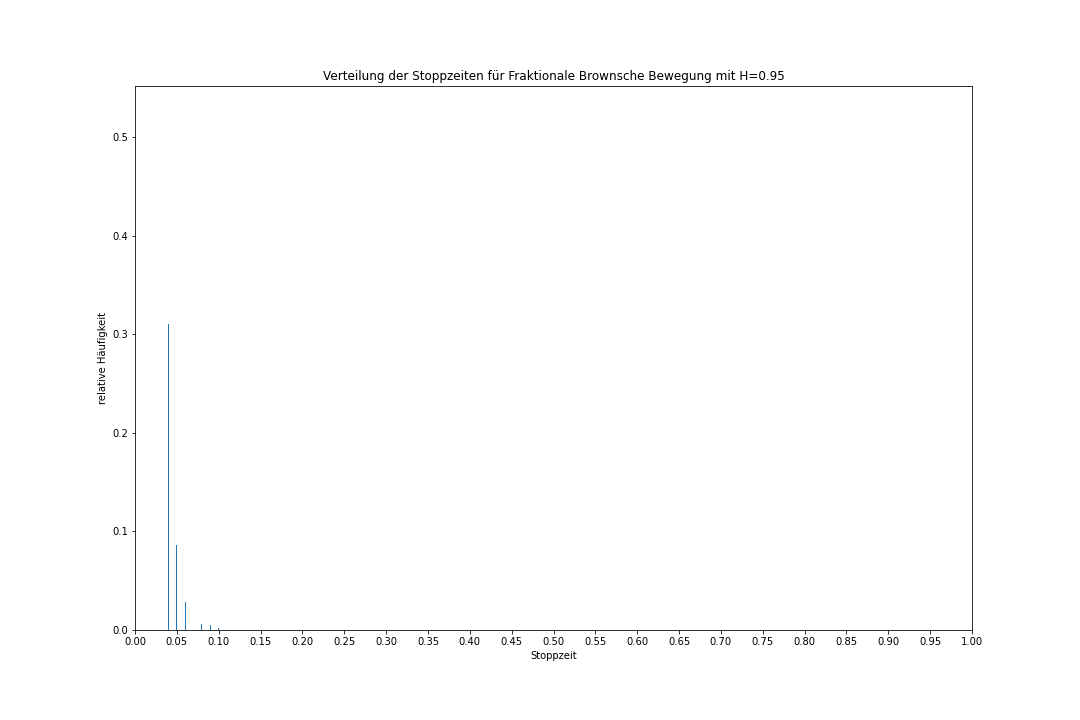 Verteilung der Stoppzeiten für Fraktionale Brownsche Bewegung mit H=0.95
0.5
0.4
0.3
0.2
0.1
0.0
relative Häufigkeit
0.00 0.05 0.10 0.15 0.20 0.25 0.30 0.35 0.40 0.45 0.50 0.55 0.60 0.65 0.70 0.75 0.80 0.85 0.90 0.95 1.00
Stoppzeit